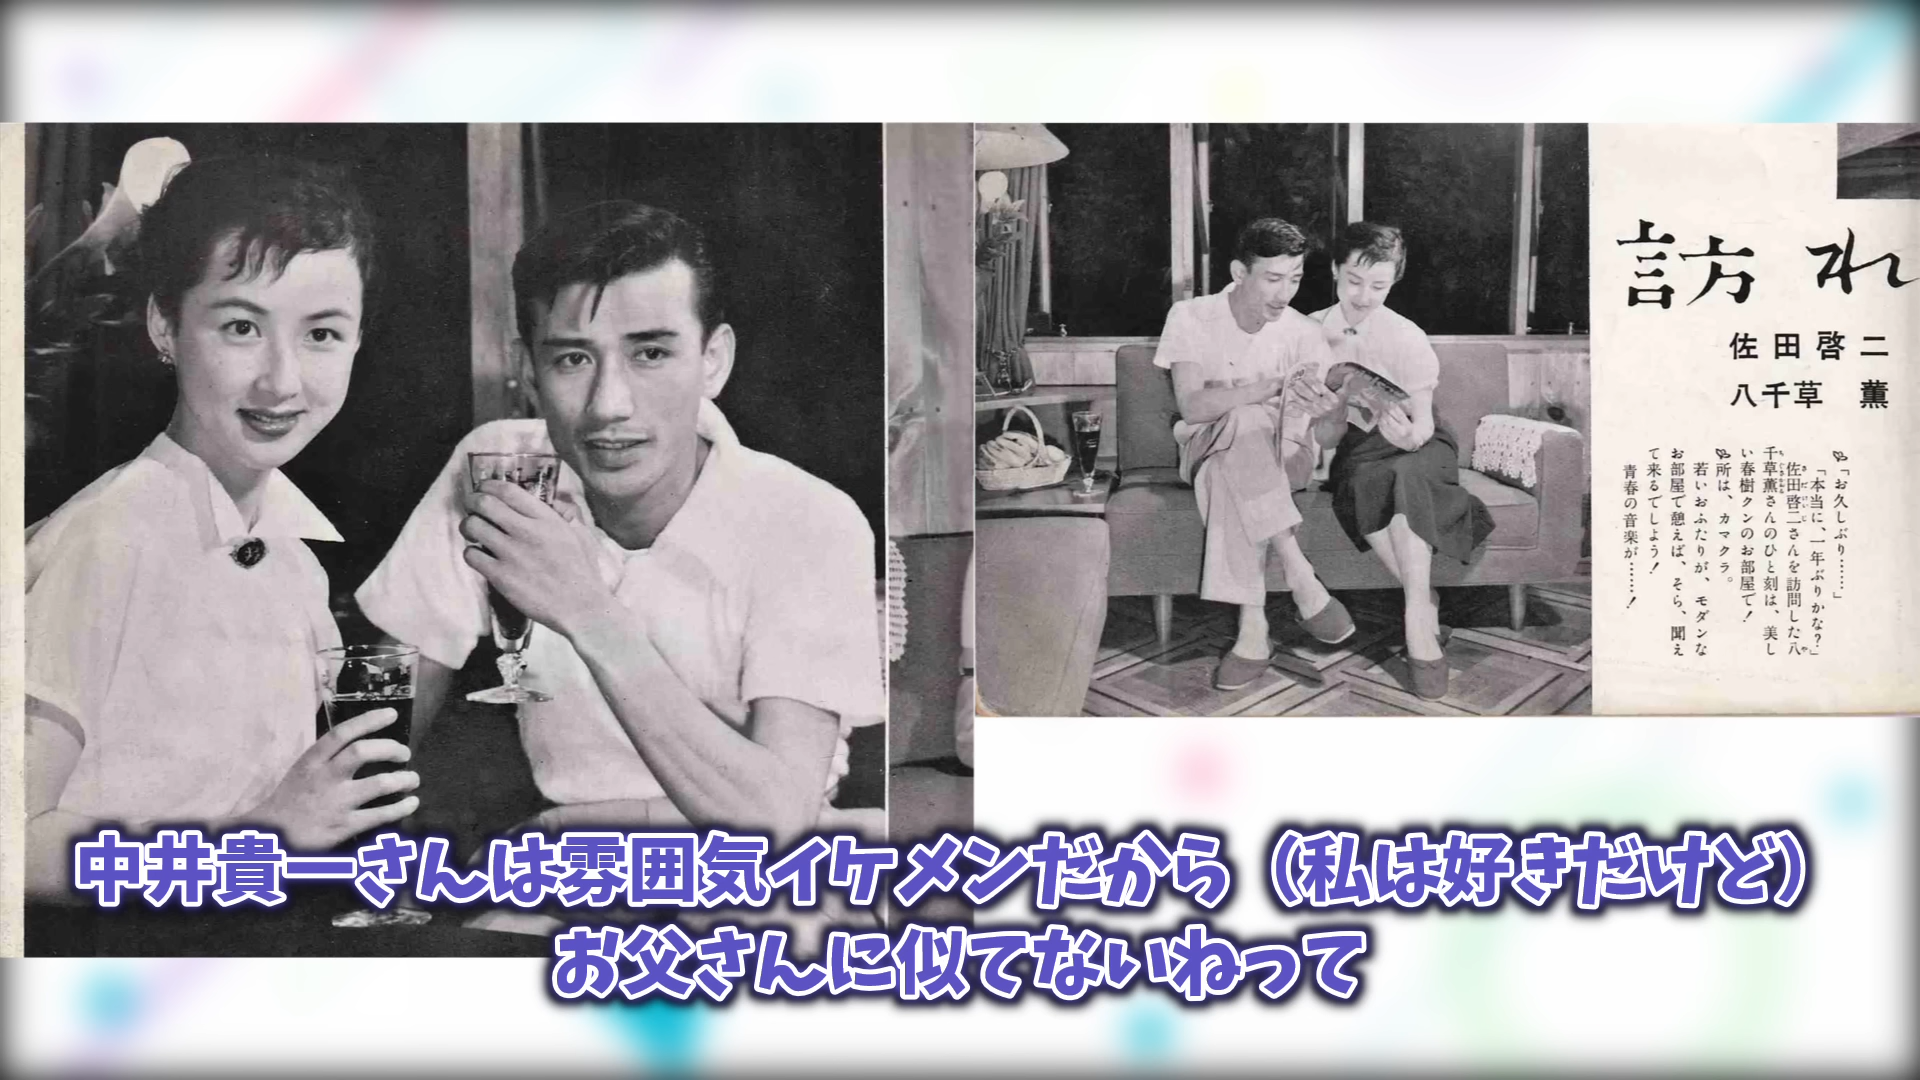 訪れ
佐田啓二
八千草 薫
「お久しぶり……」
「本当に、一年ぶりかな？」
佐田啓二さんを訪問した八
千草薫さんのひと刻は、美し
い春樹クンのお部屋で！
所は、カマクラ。
若いおふたりが、モダンな
お部屋で憩えば、そら、聞え
て来るでしょう！
青春の音楽が……！
中井貴一さんは雰囲気イケメンだから（私は好きだけど）
お父さんに似てないねって